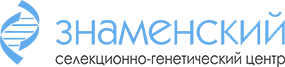 знаменский
селекционно-генетический центр